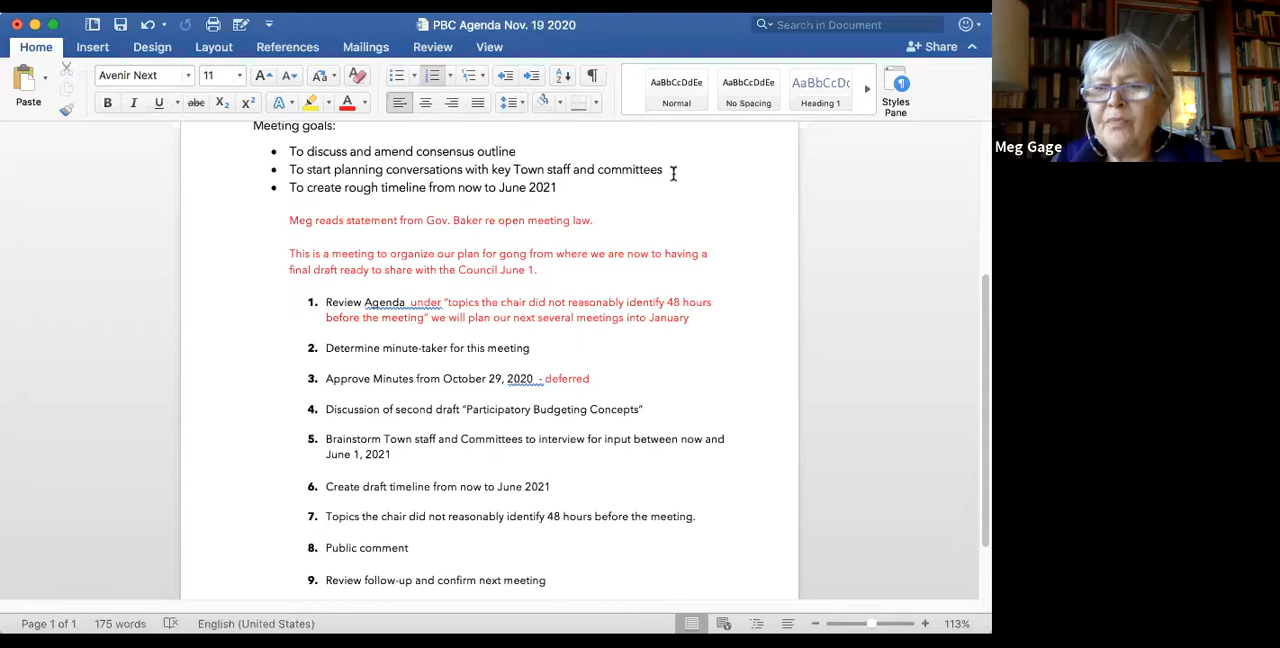 PBC Agenda Nov. 19 2020
Search in Document
Home Insert Design Layout References Mailings Review View Share
Paste
Avenir Next 11
A A Aa A
B I U abc X2 X2 A A
AaBbCcDdEe AaBbCcDdEe AaBbCcDc
Normal No Spacing Heading 1
Styles
Pane
Meeting goals:
• To discuss and amend consensus outline
• To start planning conversations with key Town staff and committees
• To create rough timeline from now to June 2021
Meg reads statement from Gov. Baker re open meeting law.
This is a meeting to organize our plan for gong from where we are now to having a
final draft ready to share with the Council June 1.
1. Review Agenda under “topics the chair did not reasonably identify 48 hours
before the meeting” we will plan our next several meetings into January
2. Determine minute-taker for this meeting
3. Approve Minutes from October 29, 2020 - deferred
4. Discussion of second draft “Participatory Budgeting Concepts”
5. Brainstorm Town staff and Committees to interview for input between now and
June 1, 2021
6. Create draft timeline from now to June 2021
7. Topics the chair did not reasonably identify 48 hours before the meeting.
8. Public comment
9. Review follow-up and confirm next meeting
Page 1 of 1 175 words English (United States) 113%
Meg Gage